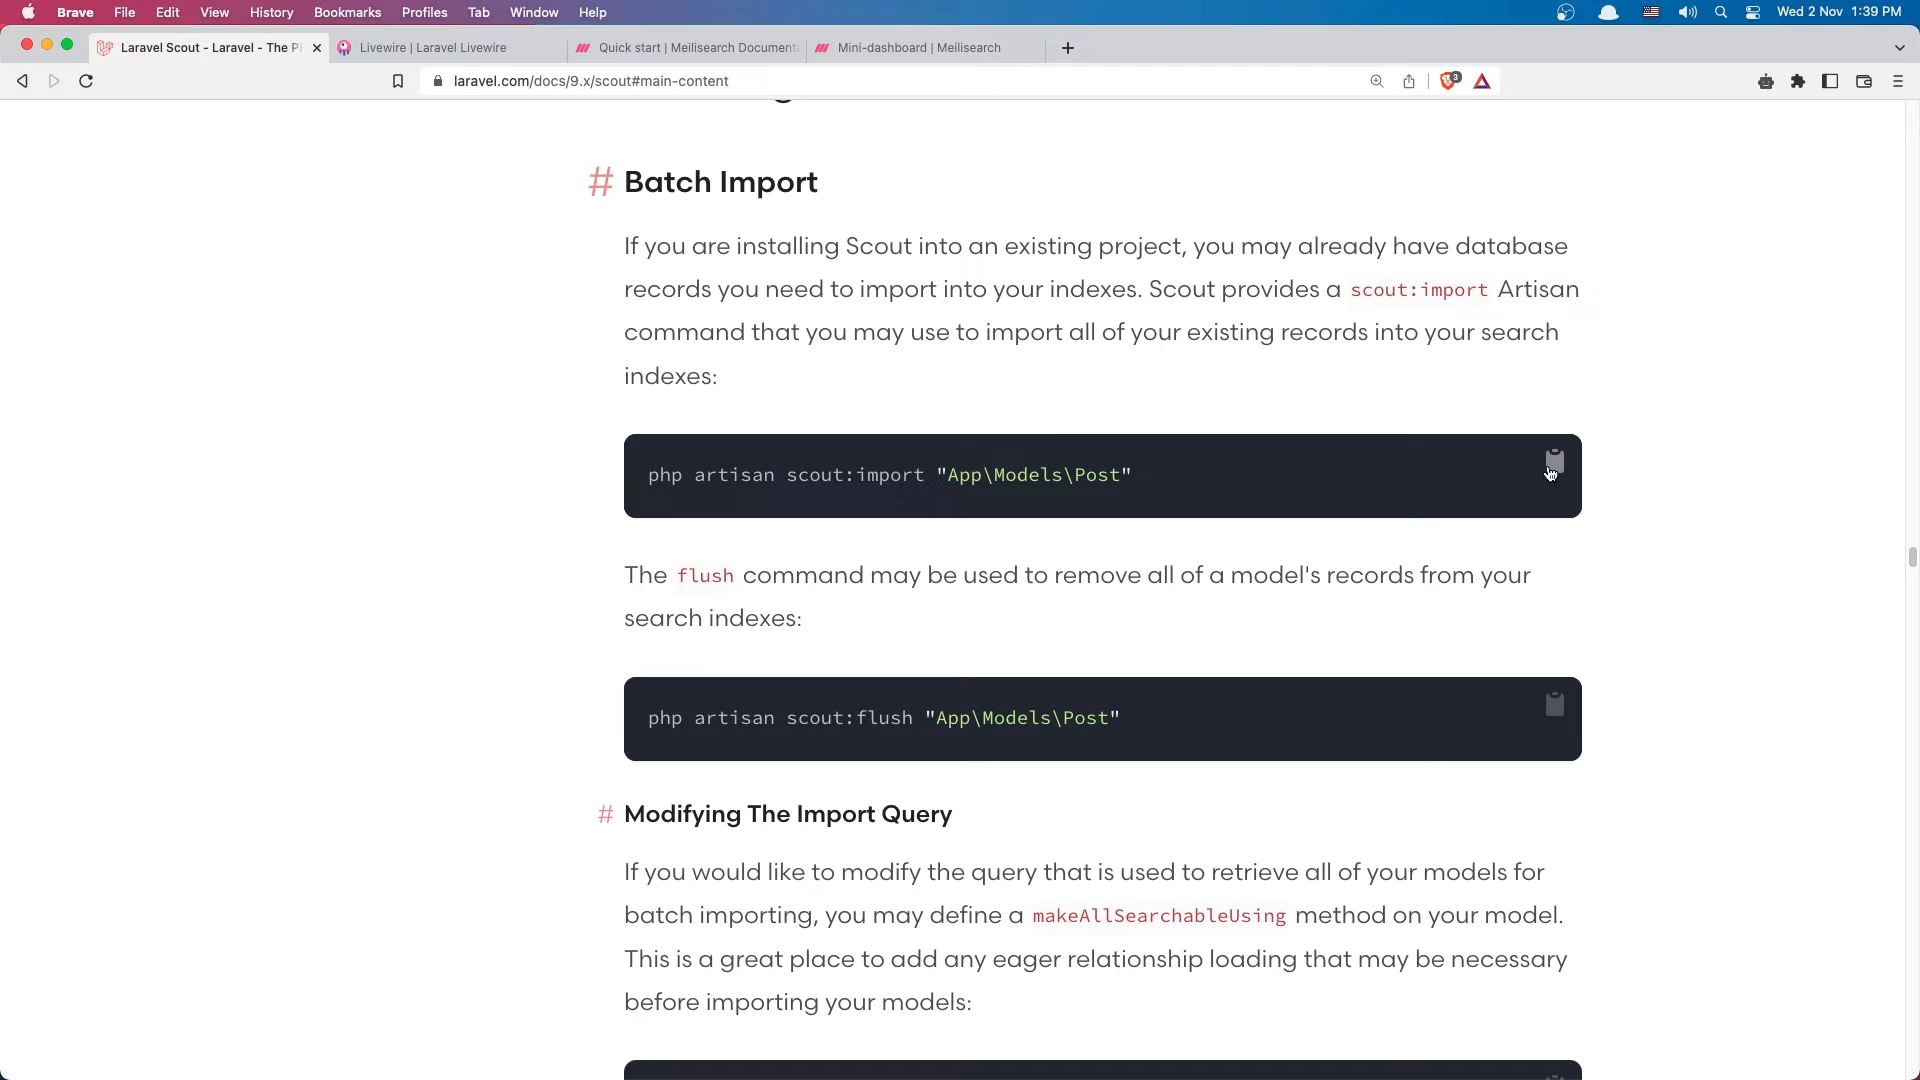 Brave File Edit View History Bookmarks Profiles Tab Window Help Wed 2 Nov 1:39 PM
Laravel Scout - Laravel - The P Livewire | Laravel Livewire Quick start | Meilisearch Documenta Mini-dashboard | Meilisearch
laravel.com/docs/9.x/scout#main-content 3
# Batch Import
If you are installing Scout into an existing project, you may already have database
records you need to import into your indexes. Scout provides a scout:import Artisan
command that you may use to import all of your existing records into your search
indexes:
php artisan scout:import "App\Models\Post"
The flush command may be used to remove all of a model's records from your
search indexes:
php artisan scout:flush "App\Models\Post"
# Modifying The Import Query
If you would like to modify the query that is used to retrieve all of your models for
batch importing, you may define a makeAllSearchableUsing method on your model.
This is a great place to add any eager relationship loading that may be necessary
before importing your models: